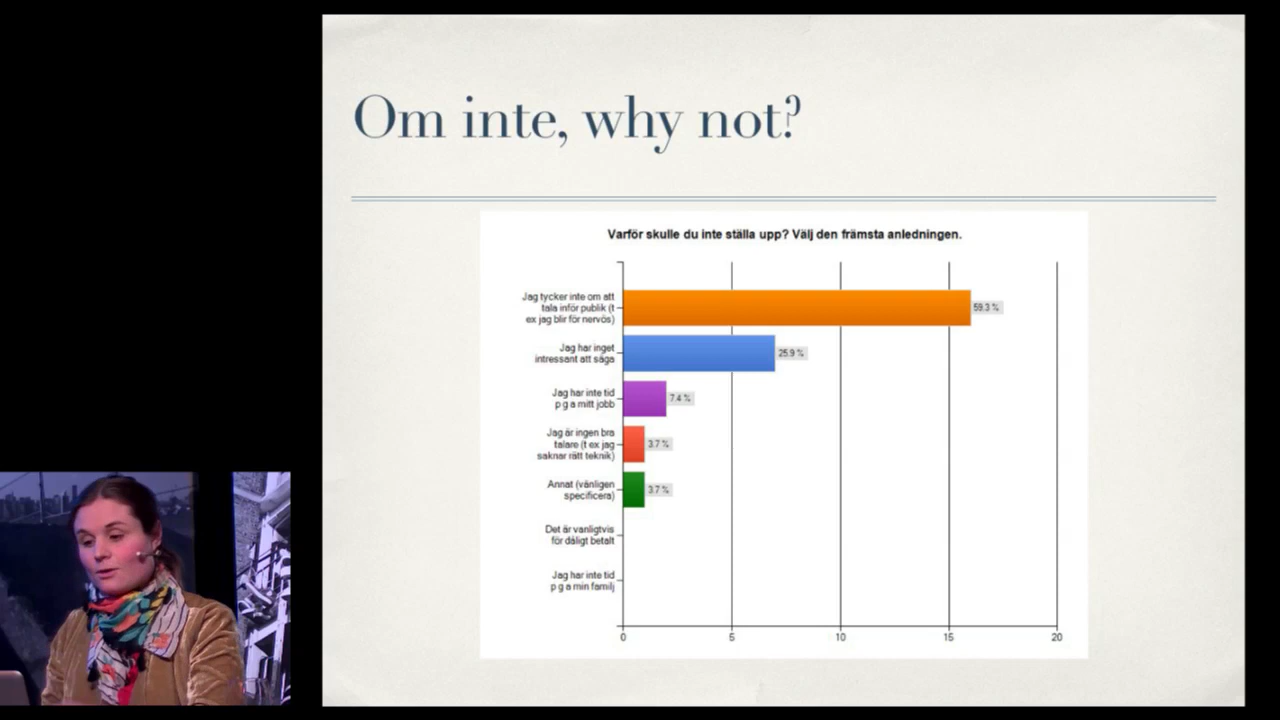 Om inte, why not?
Varför skulle du inte ställa upp? Välj den främsta anledningen.
Jag tycker inte om att
tala inför publik (t
ex jag blir för nervös)
59.3 %
Jag har inget
intressant att säga
25.9 %
Jag har inte tid
p g a mitt jobb
7.4 %
Jag är ingen bra
talare (t ex jag
saknar rätt teknik)
3.7 %
Annat (vänligen
specificera)
3.7 %
Det är vanligtvis
för dåligt betalt
Jag har inte tid
p g a min familj
0 5 10 15 20